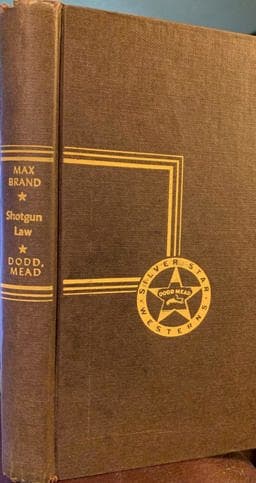 MAX
BRAND
Shotgun
Law
DODD,
MEAD
SILVER STAR
DODD MEAD
WESTERNS